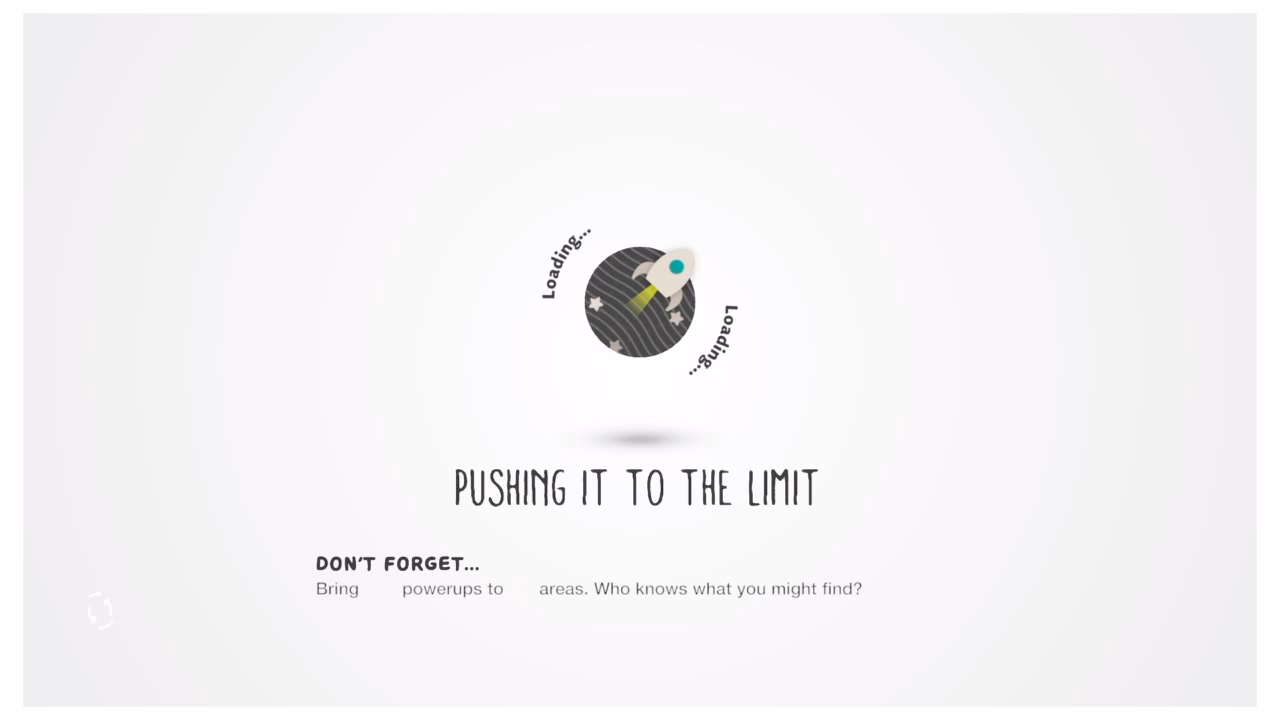 Loading...
Loading...
PUSHING IT TO THE LIMIT
DON'T FORGET...
Bring powerups to areas. Who knows what you might find?